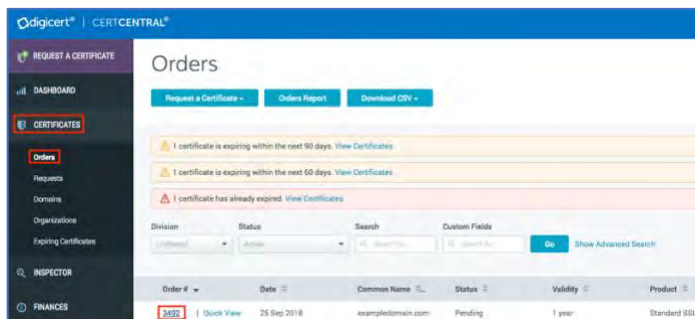 digicert® | CERTCENTRAL®
REQUEST A CERTIFICATE
DASHBOARD
CERTIFICATES
Orders
Requests
Domains
Organizations
Expiring Certificates
INSPECTOR
FINANCES
Orders
Request a Certificate
Orders Report
Download CSV
1 certificate is expiring within the next 90 days. View Certificates
1 certificate is expiring within the next 60 days. View Certificates
1 certificate has already expired. View Certificates
Division Status Search Custom Fields
Active Go Show Advanced Search
Order # Date Common Name Status Validity Product
3492 | Quick View 25 Sep 2018 exampledomain.com Pending 1 year Standard SSL